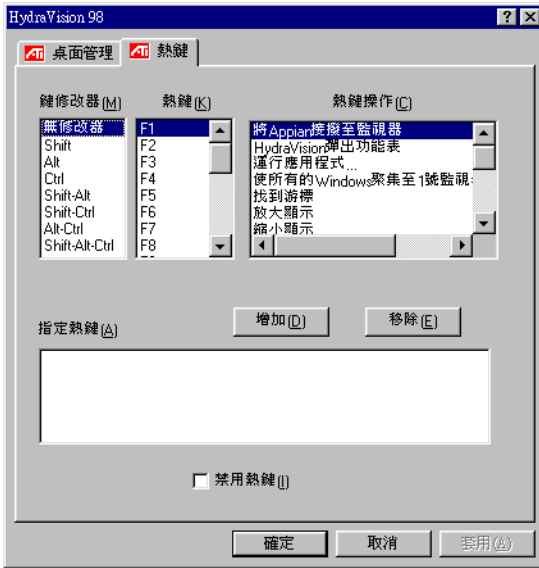 HydraVision 98
ATI 桌面管理 ATI 熱鍵
鍵修改器(M)
無修改器
Shift
Alt
Ctrl
Shift-Alt
Shift-Ctrl
Alt-Ctrl
Shift-Alt-Ctrl
熱鍵(K)
F1
F2
F3
F4
F5
F6
F7
F8
熱鍵操作(C)
將Appian接撥至監視器
HydraVision彈出功能表
運行應用程式...
使所有的Windows聚集至1號監視
找到游標
放大顯示
縮小顯示
指定熱鍵(A)
增加(D)
移除(E)
禁用熱鍵(I)
確定
取消
套用(A)